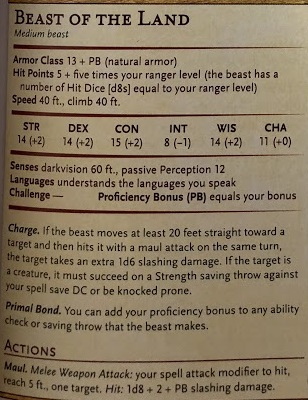 BEAST OF THE LAND
Medium beast
Armor Class 13 + PB (natural armor)
Hit Points 5 + five times your ranger level (the beast has
a number of Hit Dice [d8s] equal to your ranger level)
Speed 40 ft., climb 40 ft.
STR DEX CON INT WIS CHA
14 (+2) 14 (+2) 15 (+2) 8 (−1) 14 (+2) 11 (+0)
Senses darkvision 60 ft., passive Perception 12
Languages understands the languages you speak
Challenge — Proficiency Bonus (PB) equals your bonus
Charge. If the beast moves at least 20 feet straight toward a
target and then hits it with a maul attack on the same turn,
the target takes an extra 1d6 slashing damage. If the target is
a creature, it must succeed on a Strength saving throw against
your spell save DC or be knocked prone.
Primal Bond. You can add your proficiency bonus to any ability
check or saving throw that the beast makes.
ACTIONS
Maul. Melee Weapon Attack: your spell attack modifier to hit,
reach 5 ft., one target. Hit: 1d8 + 2 + PB slashing damage.